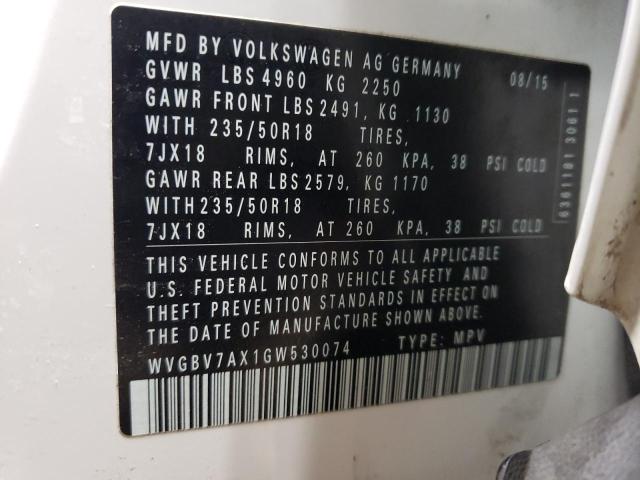 MFD BY VOLKSWAGEN AG GERMANY 08/15
GVWR LBS 4960 KG 2250
GAWR FRONT LBS 2491, KG 1130
WITH 235/50R18 TIRES,
7JX18 RIMS, AT 260 KPA, 38 PSI COLD
GAWR REAR LBS 2579, KG 1170
WITH 235/50R18 TIRES,
7JX18 RIMS, AT 260 KPA, 38 PSI COLD
THIS VEHICLE CONFORMS TO ALL APPLICABLE
U.S. FEDERAL MOTOR VEHICLE SAFETY AND
THEFT PREVENTION STANDARDS IN EFFECT ON
THE DATE OF MANUFACTURE SHOWN ABOVE.
WVGBV7AX1GW530074 TYPE: MPV
6361181 3061 1